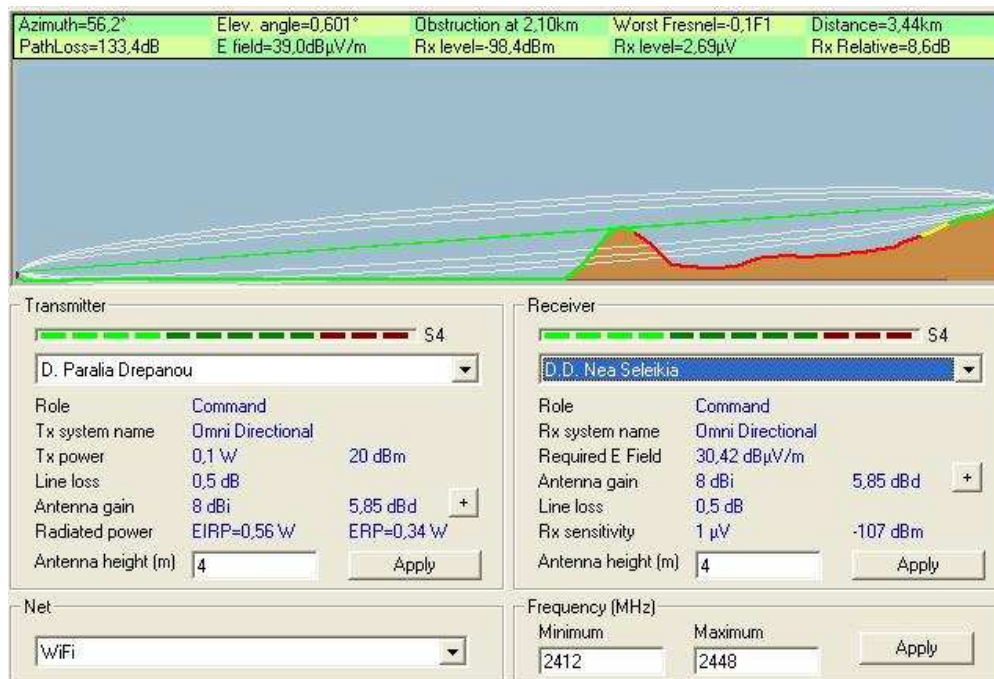 Azimuth=56,2° Elev. angle=0,601° Obstruction at 2,10km Worst Fresnel=-0,1F1 Distance=3,44km
PathLoss=133,4dB E field=39,0dBµV/m Rx level=-98,4dBm Rx level=2,69µV Rx Relative=8,6dB
Transmitter
S4
D. Paralia Drepanou
Role Command
Tx system name Omni Directional
Tx power 0,1 W 20 dBm
Line loss 0,5 dB
Antenna gain 8 dBi 5,85 dBd +
Radiated power EIRP=0,56 W ERP=0,34 W
Antenna height (m) 4 Apply
Receiver
S4
D.D. Nea Seleikia
Role Command
Rx system name Omni Directional
Required E Field 30,42 dBµV/m
Antenna gain 8 dBi 5,85 dBd +
Line loss 0,5 dB
Rx sensitivity 1 µV -107 dBm
Antenna height (m) 4 Apply
Net
WiFi
Frequency (MHz)
Minimum Maximum
2412 2448 Apply